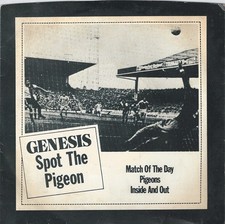 GENESIS
Spot The
Pigeon
Match Of The Day
Pigeons
Inside And Out